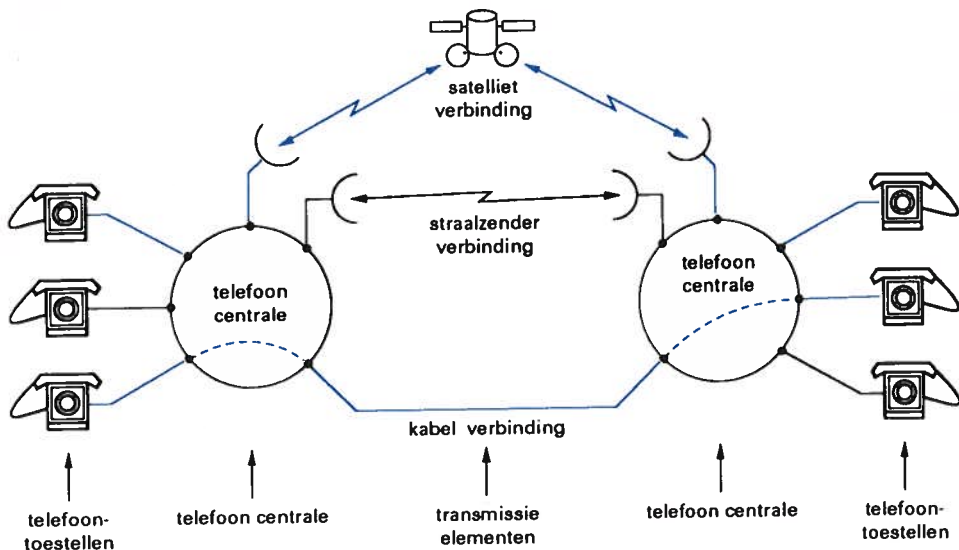 satelliet
verbinding
straalzender
verbinding
telefoon
centrale
telefoon
centrale
kabel verbinding
telefoon-
toestellen
telefoon centrale
transmissie
elementen
telefoon centrale
telefoon-
toestellen